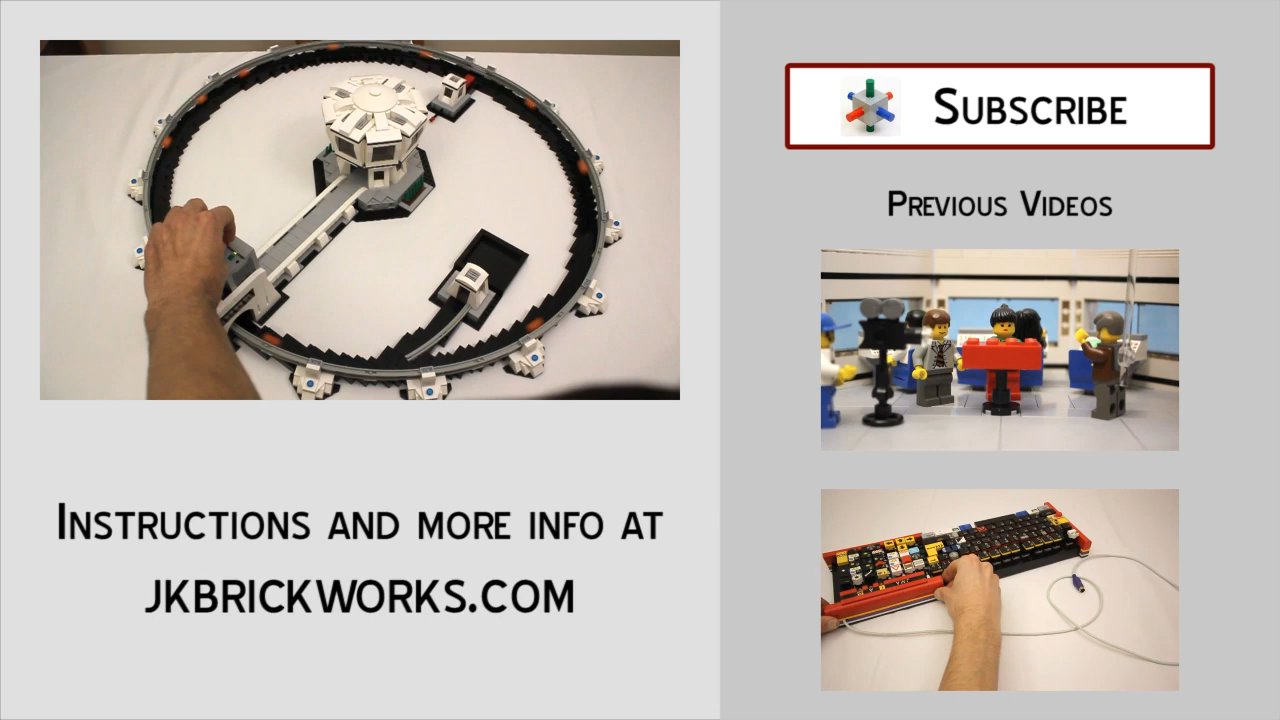 Subscribe
Previous Videos
Instructions and more info at
jkbrickworks.com